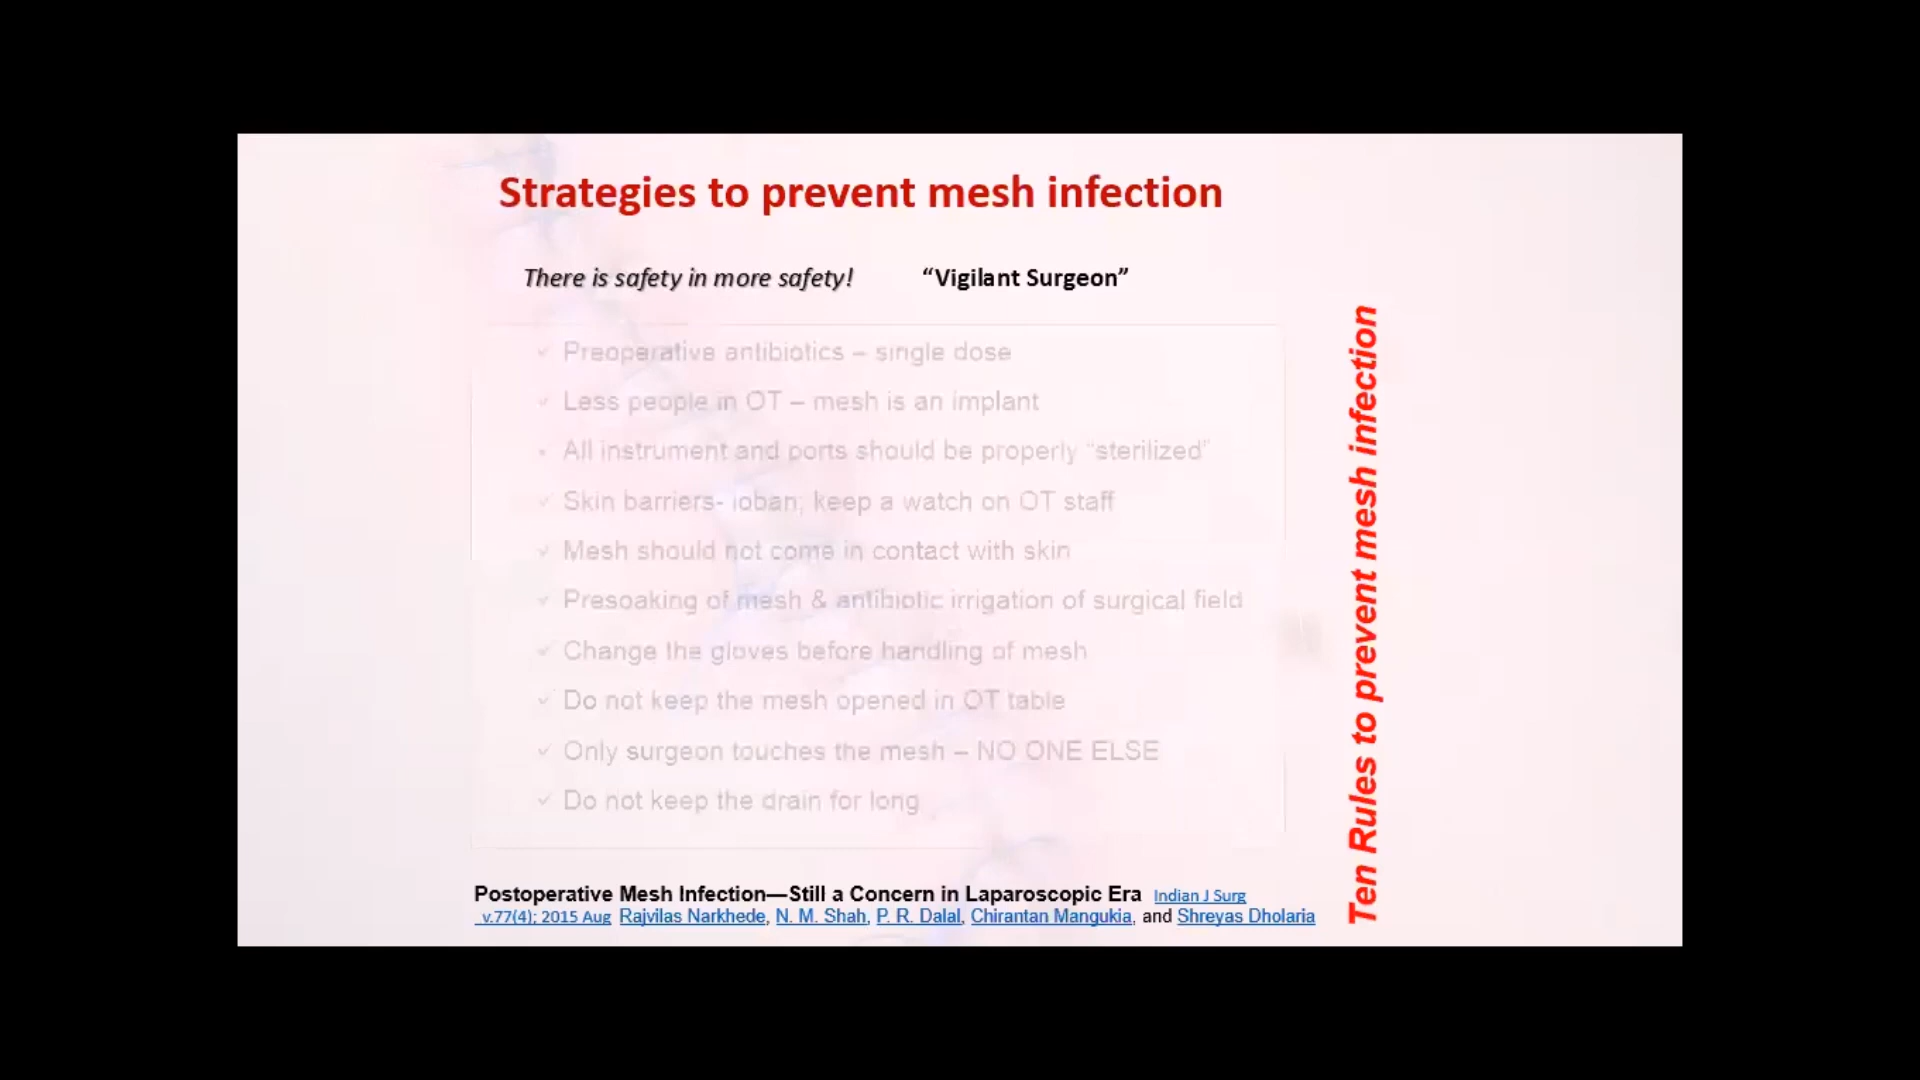 Strategies to prevent mesh infection
There is safety in more safety! “Vigilant Surgeon”
Preoperative antibiotics – single dose
Less people in OT – mesh is an implant
All instrument and ports should be properly “sterilized”
Skin barriers- ioban; keep a watch on OT staff
Mesh should not come in contact with skin
Presoaking of mesh & antibiotic irrigation of surgical field
Change the gloves before handling of mesh
Do not keep the mesh opened in OT table
Only surgeon touches the mesh – NO ONE ELSE
Do not keep the drain for long
Ten Rules to prevent mesh infection
Postoperative Mesh Infection—Still a Concern in Laparoscopic Era Indian J Surg
v.77(4); 2015 Aug Rajvilas Narkhede, N. M. Shah, P. R. Dalal, Chirantan Mangukia, and Shreyas Dholaria